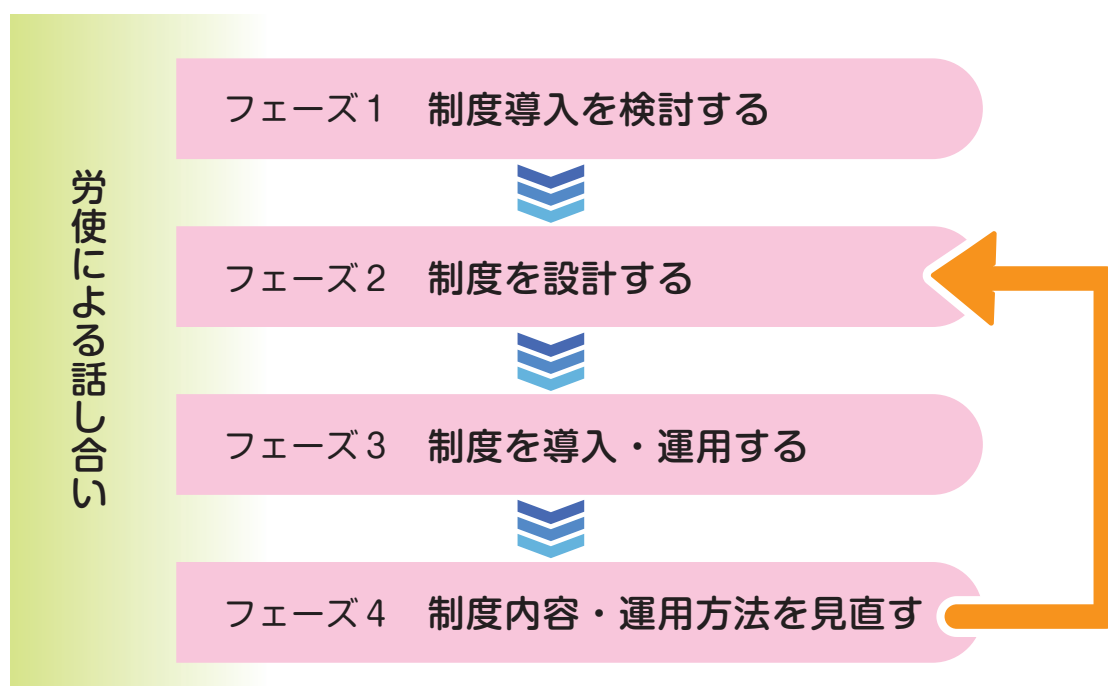 労使による話し合い
フェーズ1 制度導入を検討する
フェーズ2 制度を設計する
フェーズ3 制度を導入・運用する
フェーズ4 制度内容・運用方法を見直す